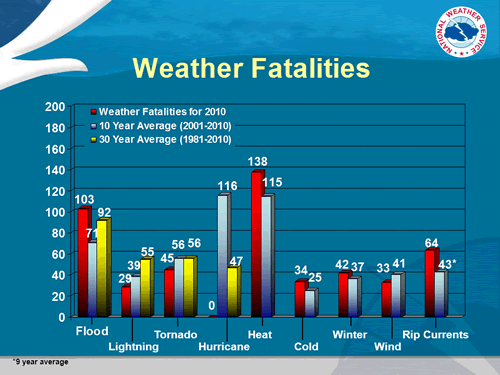 NATIONAL WEATHER SERVICE
Weather Fatalities
Weather Fatalities for 2010
10 Year Average (2001-2010)
30 Year Average (1981-2010)
200
180
160
140
120
100
80
60
40
20
0
103
71
92
29
39
55
45
56
56
0
116
47
138
115
34
25
42
37
33
41
64
43*
Flood
Lightning
Tornado
Hurricane
Heat
Cold
Winter
Wind
Rip Currents
*9 year average